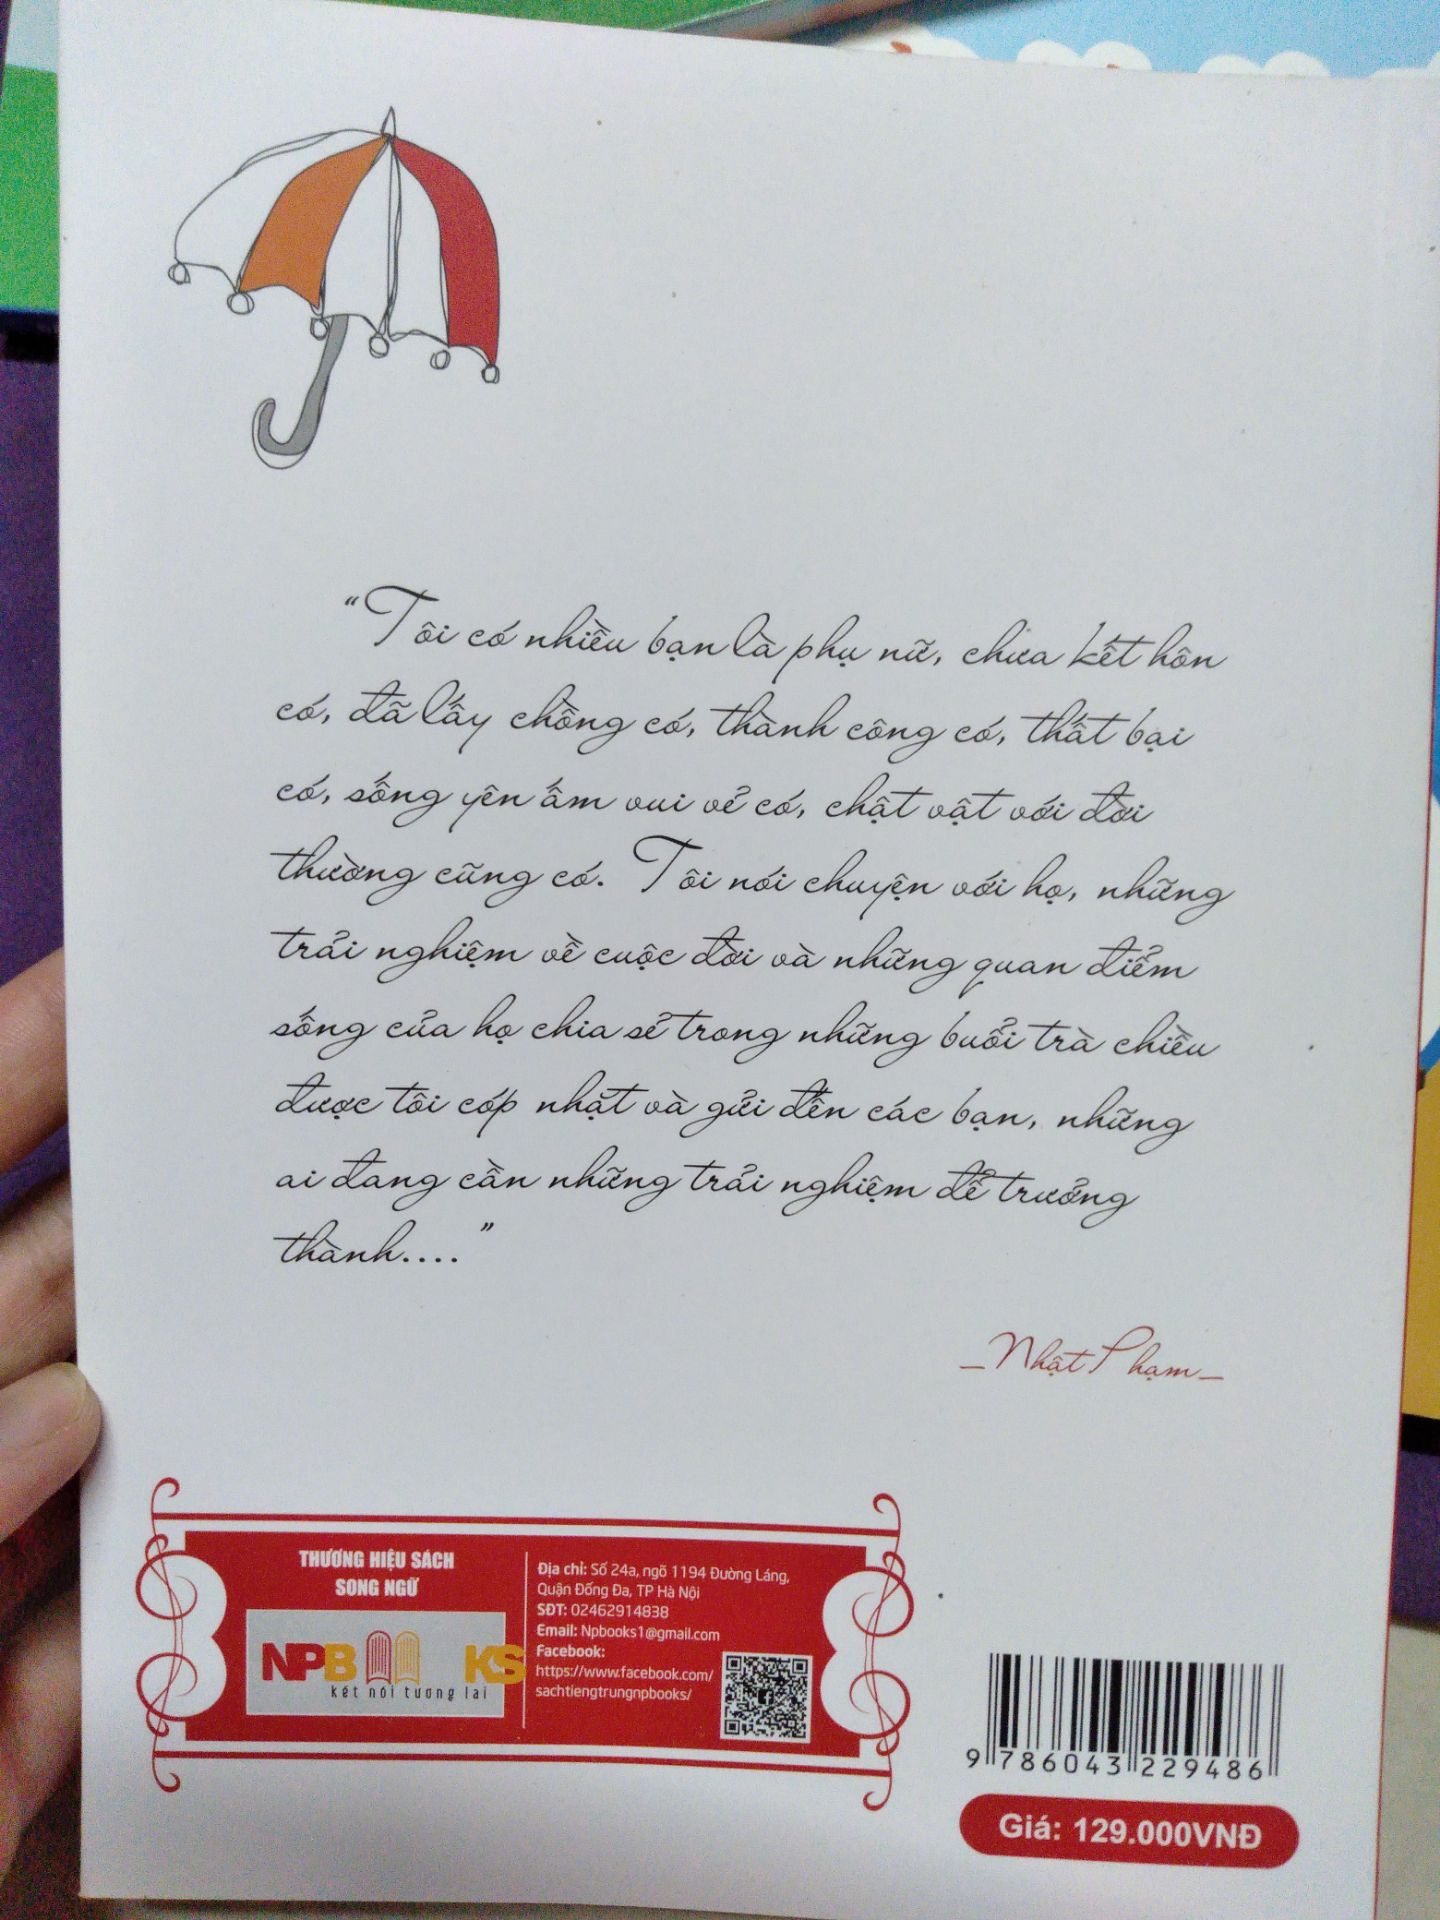 “Tôi có nhiều bạn là phụ nữ, chưa kết hôn
có, đã lấy chồng có, thành công có, thất bại
có, sống yên ấm vui vẻ có, chật vật với đời
thường cũng có. Tôi nói chuyện với họ, những
trải nghiệm về cuộc đời và những quan điểm
sống của họ chia sẻ trong những buổi trà chiều
được tôi cóp nhặt và gửi đến các bạn, những
ai đang cần những trải nghiệm để trưởng
thành....”
_Nhật Phạm_
THƯƠNG HIỆU SÁCH
SONG NGỮ
NPBOOKS
kết nối tương lai
Địa chỉ: Số 24a, ngõ 1194 Đường Láng,
Quận Đống Đa, TP Hà Nội
SĐT: 02462914838
Email: Npbooks1@gmail.com
Facebook:
https://www.facebook.com/
sachtiengtrungnpbooks/
9 786043 229486
Giá: 129.000VNĐ